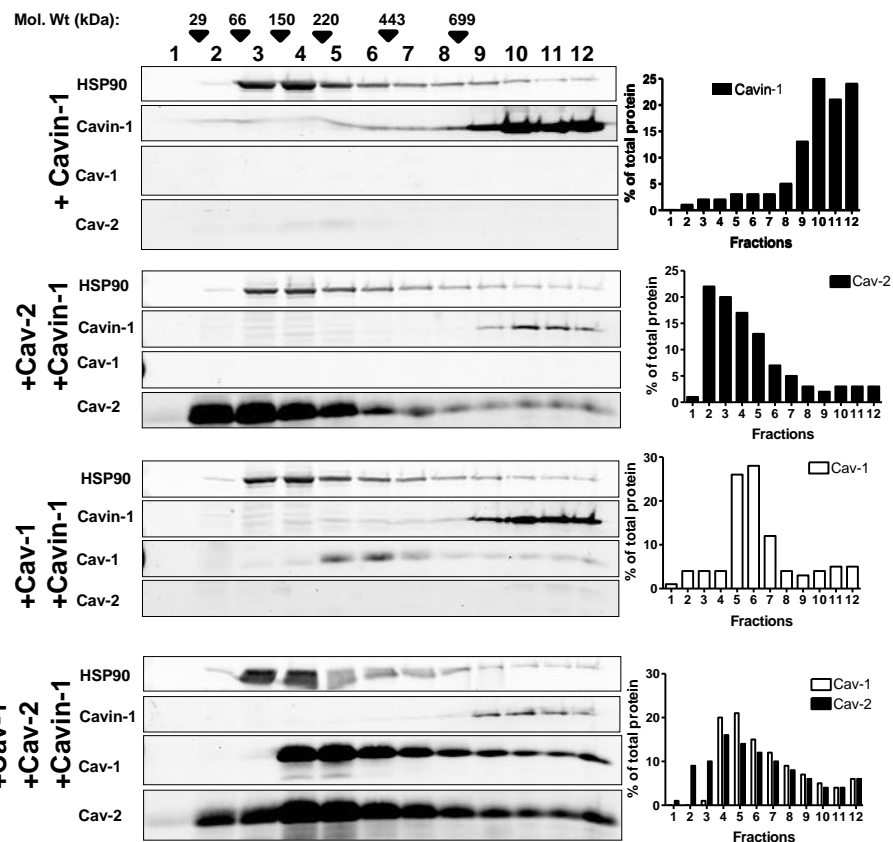 Mol. Wt (kDa): 29 66 150 220 443 699
1 2 3 4 5 6 7 8 9 10 11 12
+ Cavin-1
HSP90
Cavin-1
Cav-1
Cav-2
% of total protein
25
20
15
10
5
0
Cavin-1
1 2 3 4 5 6 7 8 9 10 11 12
Fractions
+Cav-2
+Cavin-1
HSP90
Cavin-1
Cav-1
Cav-2
% of total protein
25
20
15
10
5
0
Cav-2
1 2 3 4 5 6 7 8 9 10 11 12
Fractions
+Cav-1
+Cavin-1
HSP90
Cavin-1
Cav-1
Cav-2
% of total protein
30
20
10
0
Cav-1
1 2 3 4 5 6 7 8 9 10 11 12
Fractions
+Cav-1
+Cav-2
+Cavin-1
HSP90
Cavin-1
Cav-1
Cav-2
% of total protein
30
20
10
0
Cav-1
Cav-2
1 2 3 4 5 6 7 8 9 10 11 12
Fractions